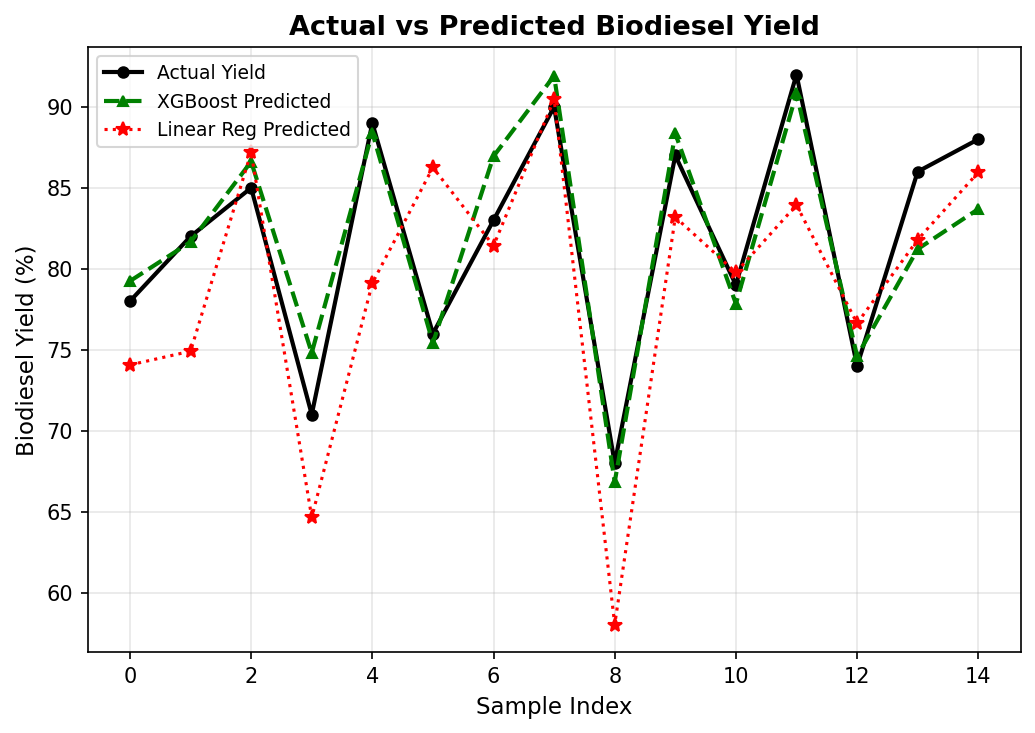 Actual vs Predicted Biodiesel Yield
Actual Yield
XGBoost Predicted
Linear Reg Predicted
Biodiesel Yield (%)
90
85
80
75
70
65
60
0 2 4 6 8 10 12 14
Sample Index